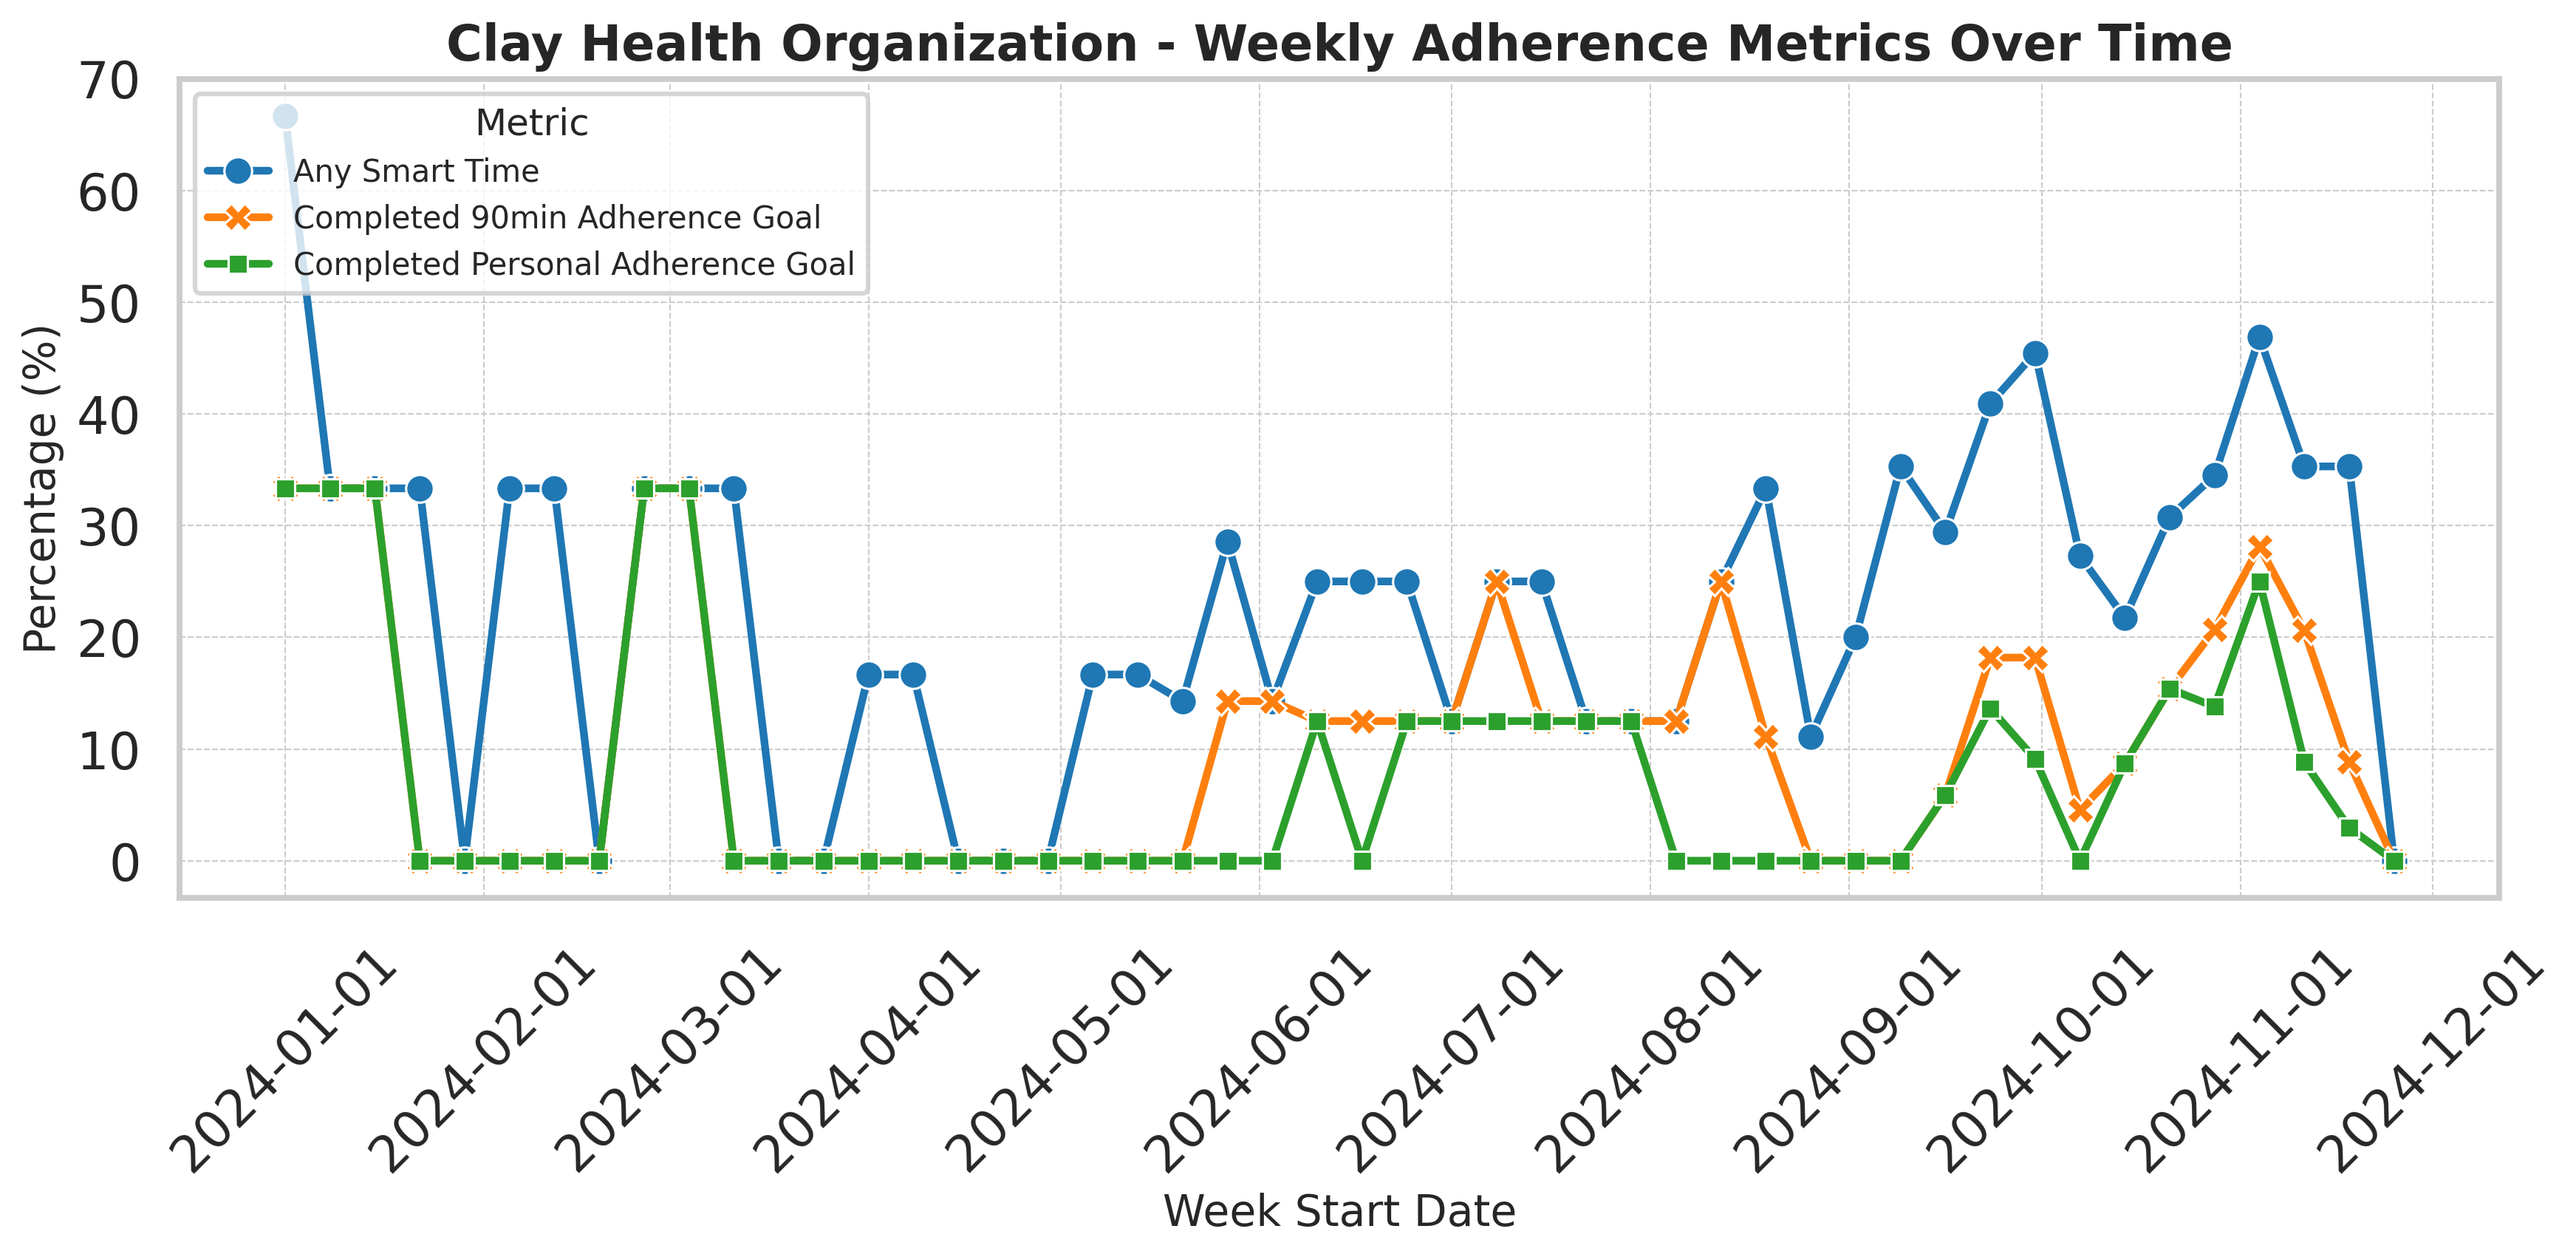 Clay Health Organization - Weekly Adherence Metrics Over Time
Percentage (%)
70
60
50
40
30
20
10
0
Metric
Any Smart Time
Completed 90min Adherence Goal
Completed Personal Adherence Goal
2024-01-01
2024-02-01
2024-03-01
2024-04-01
2024-05-01
2024-06-01
2024-07-01
2024-08-01
2024-09-01
2024-10-01
2024-11-01
2024-12-01
Week Start Date